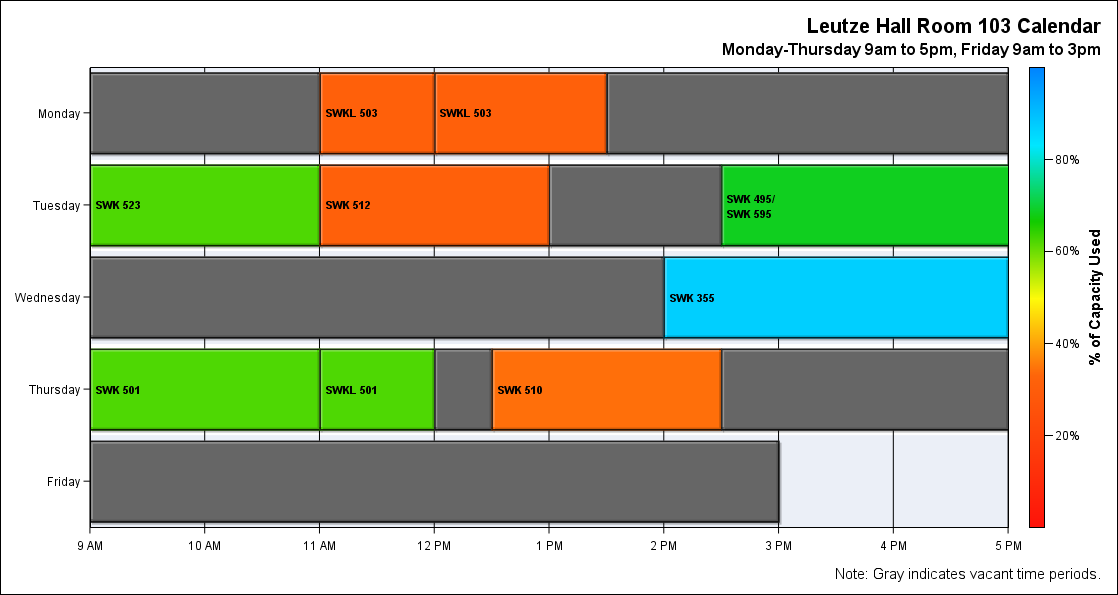 Leutze Hall Room 103 Calendar
Monday-Thursday 9am to 5pm, Friday 9am to 3pm
Monday
SWKL 503
SWKL 503
Tuesday
SWK 523
SWK 512
SWK 495/
SWK 595
Wednesday
SWK 355
Thursday
SWK 501
SWKL 501
SWK 510
Friday
9 AM
10 AM
11 AM
12 PM
1 PM
2 PM
3 PM
4 PM
5 PM
80%
60%
40%
20%
% of Capacity Used
Note: Gray indicates vacant time periods.